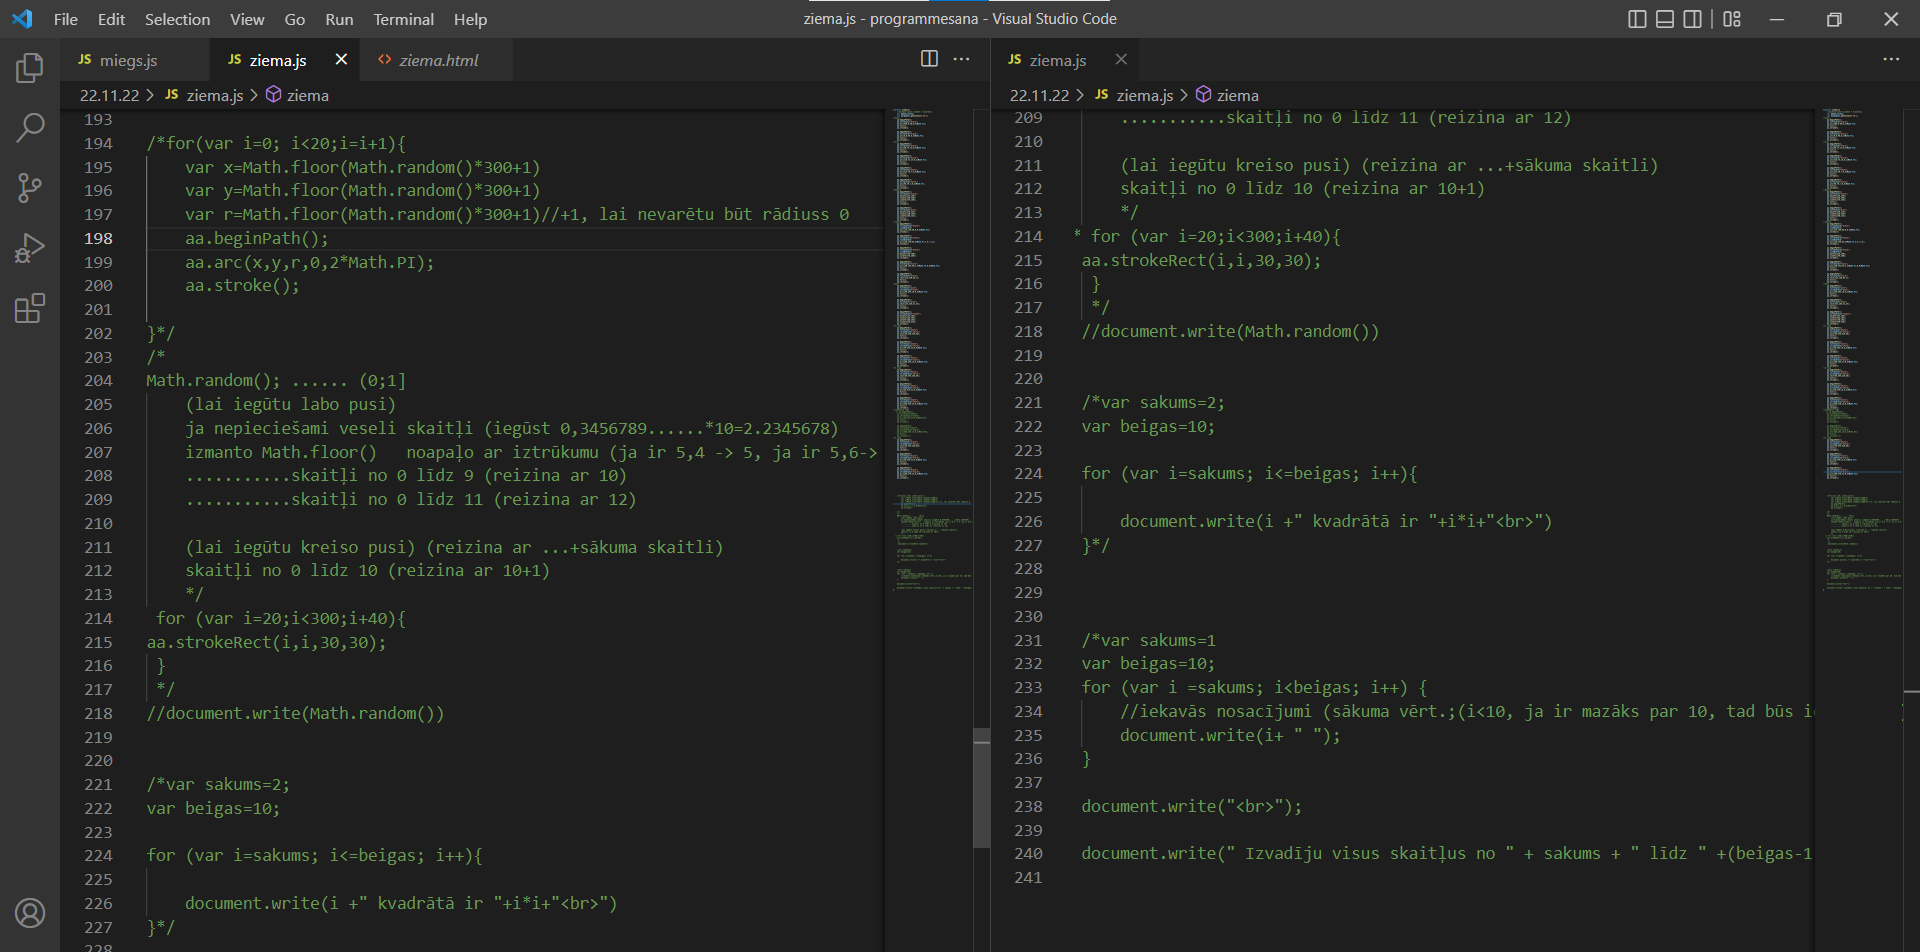 File Edit Selection View Go Run Terminal Help
ziema.js - programmesana - Visual Studio Code
JS miegs.js
JS ziema.js
<> ziema.html
22.11.22 > JS ziema.js > ziema
193
194 /*for(var i=0; i<20;i=i+1){
195 var x=Math.floor(Math.random()*300+1)
196 var y=Math.floor(Math.random()*300+1)
197 var r=Math.floor(Math.random()*300+1)//+1, lai nevarētu būt rādiuss 0
198 aa.beginPath();
199 aa.arc(x,y,r,0,2*Math.PI);
200 aa.stroke();
201
202 }*/
203 /*
204 Math.random(); ...... (0;1]
205 (lai iegūtu labo pusi)
206 ja nepieciešami veseli skaitļi (iegūst 0,3456789......*10=2.2345678)
207 izmanto Math.floor() noapaļo ar iztrūkumu (ja ir 5,4 -> 5, ja ir 5,6->
208 ...........skaitļi no 0 līdz 9 (reizina ar 10)
209 ...........skaitļi no 0 līdz 11 (reizina ar 12)
210
211 (lai iegūtu kreiso pusi) (reizina ar ...+sākuma skaitli)
212 skaitļi no 0 līdz 10 (reizina ar 10+1)
213 */
214 for (var i=20;i<300;i+40){
215 aa.strokeRect(i,i,30,30);
216 }
217 */
218 //document.write(Math.random())
219
220
221 /*var sakums=2;
222 var beigas=10;
223
224 for (var i=sakums; i<=beigas; i++){
225
226 document.write(i +" kvadrātā ir "+i*i+"<br>")
227 }*/
228
JS ziema.js
22.11.22 > JS ziema.js > ziema
209 ...........skaitļi no 0 līdz 11 (reizina ar 12)
210
211 (lai iegūtu kreiso pusi) (reizina ar ...+sākuma skaitli)
212 skaitļi no 0 līdz 10 (reizina ar 10+1)
213 */
214 * for (var i=20;i<300;i+40){
215 aa.strokeRect(i,i,30,30);
216 }
217 */
218 //document.write(Math.random())
219
220
221 /*var sakums=2;
222 var beigas=10;
223
224 for (var i=sakums; i<=beigas; i++){
225
226 document.write(i +" kvadrātā ir "+i*i+"<br>")
227 }*/
228
229
230
231 /*var sakums=1
232 var beigas=10;
233 for (var i =sakums; i<beigas; i++) {
234 //iekavās nosacījumi (sākuma vērt.;(i<10, ja ir mazāks par 10, tad būs
235 document.write(i+ " ");
236 }
237
238 document.write("<br>");
239
240 document.write(" Izvadīju visus skaitļus no " + sakums + " līdz " +(beigas-1
241